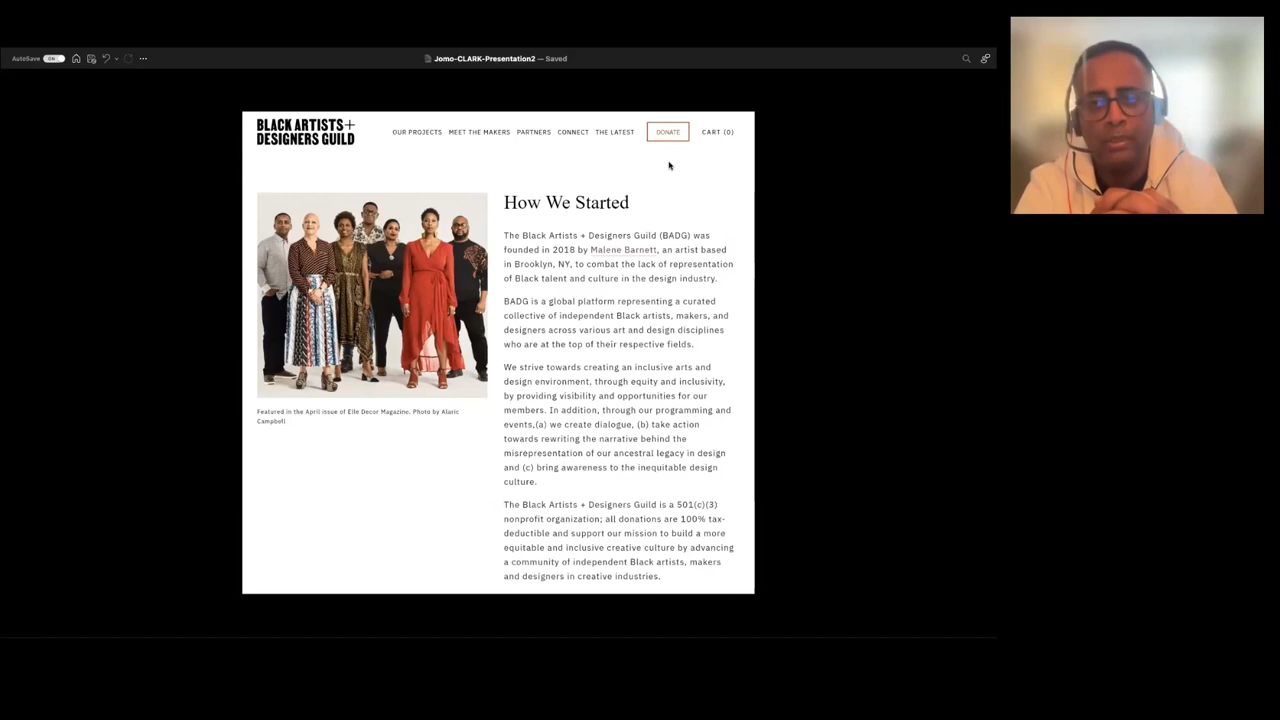 AutoSave ON
Jomo-CLARK-Presentation2 — Saved
BLACK ARTISTS+
DESIGNERS GUILD
OUR PROJECTS MEET THE MAKERS PARTNERS CONNECT THE LATEST DONATE CART (0)
How We Started
The Black Artists + Designers Guild (BADG) was
founded in 2018 by Malene Barnett, an artist based
in Brooklyn, NY, to combat the lack of representation
of Black talent and culture in the design industry.
BADG is a global platform representing a curated
collective of independent Black artists, makers, and
designers across various art and design disciplines
who are at the top of their respective fields.
We strive towards creating an inclusive arts and
design environment, through equity and inclusivity,
by providing visibility and opportunities for our
members. In addition, through our programming and
events,(a) we create dialogue, (b) take action
towards rewriting the narrative behind the
misrepresentation of our ancestral legacy in design
and (c) bring awareness to the inequitable design
culture.
The Black Artists + Designers Guild is a 501(c)(3)
nonprofit organization; all donations are 100% tax-
deductible and support our mission to build a more
equitable and inclusive creative culture by advancing
a community of independent Black artists, makers
and designers in creative industries.
Featured in the April issue of Elle Decor Magazine. Photo by Alaric
Campbell